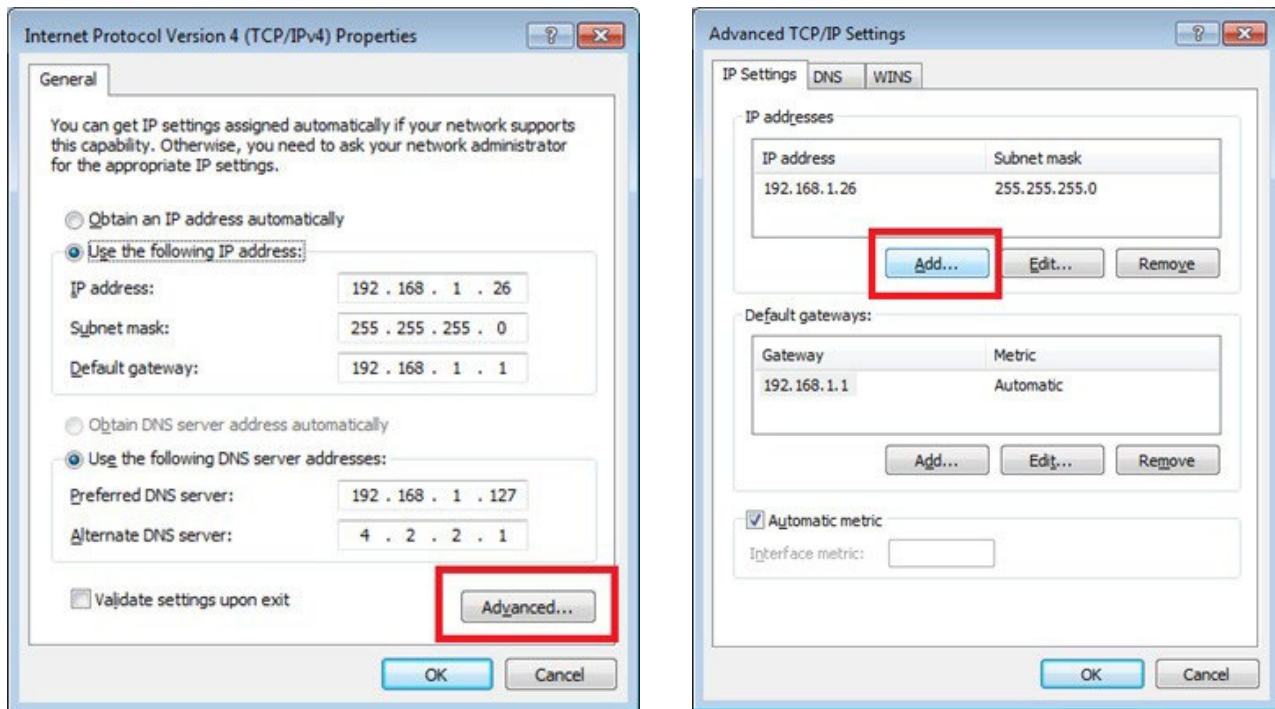 Internet Protocol Version 4 (TCP/IPv4) Properties
General
You can get IP settings assigned automatically if your network supports
this capability. Otherwise, you need to ask your network administrator
for the appropriate IP settings.
Obtain an IP address automatically
Use the following IP address:
IP address: 192 . 168 . 1 . 26
Subnet mask: 255 . 255 . 255 . 0
Default gateway: 192 . 168 . 1 . 1
Obtain DNS server address automatically
Use the following DNS server addresses:
Preferred DNS server: 192 . 168 . 1 . 127
Alternate DNS server: 4 . 2 . 2 . 1
Validate settings upon exit
Advanced...
OK Cancel
Advanced TCP/IP Settings
IP Settings DNS WINS
IP addresses
IP address Subnet mask
192.168.1.26 255.255.255.0
Add... Edit... Remove
Default gateways:
Gateway Metric
192.168.1.1 Automatic
Add... Edit... Remove
Automatic metric
Interface metric:
OK Cancel